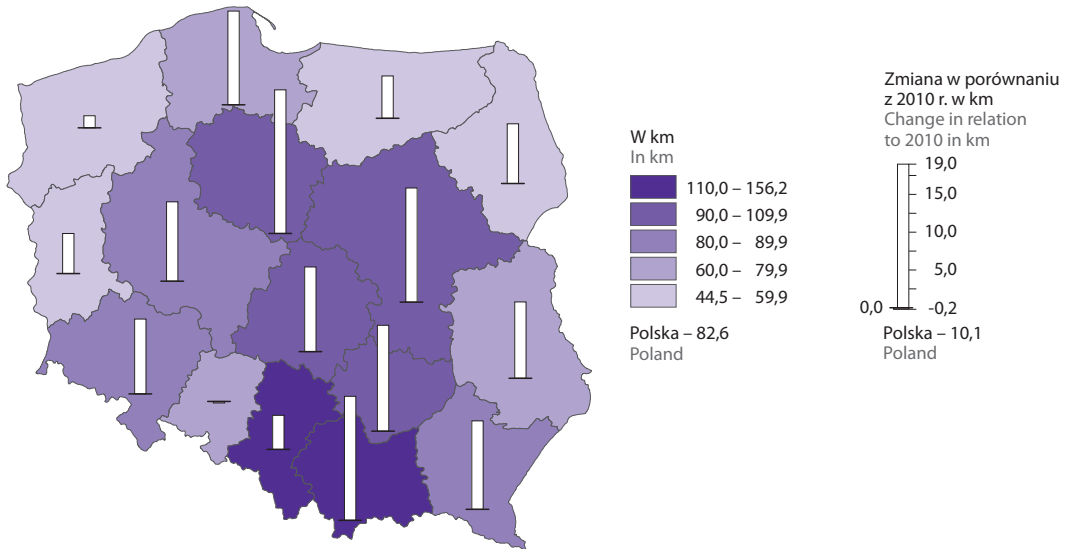 W km
In km
110,0 – 156,2
90,0 – 109,9
80,0 – 89,9
60,0 – 79,9
44,5 – 59,9
Polska – 82,6
Poland
Zmiana w porównaniu
z 2010 r. w km
Change in relation
to 2010 in km
19,0
15,0
10,0
5,0
0,0 -0,2
Polska – 10,1
Poland